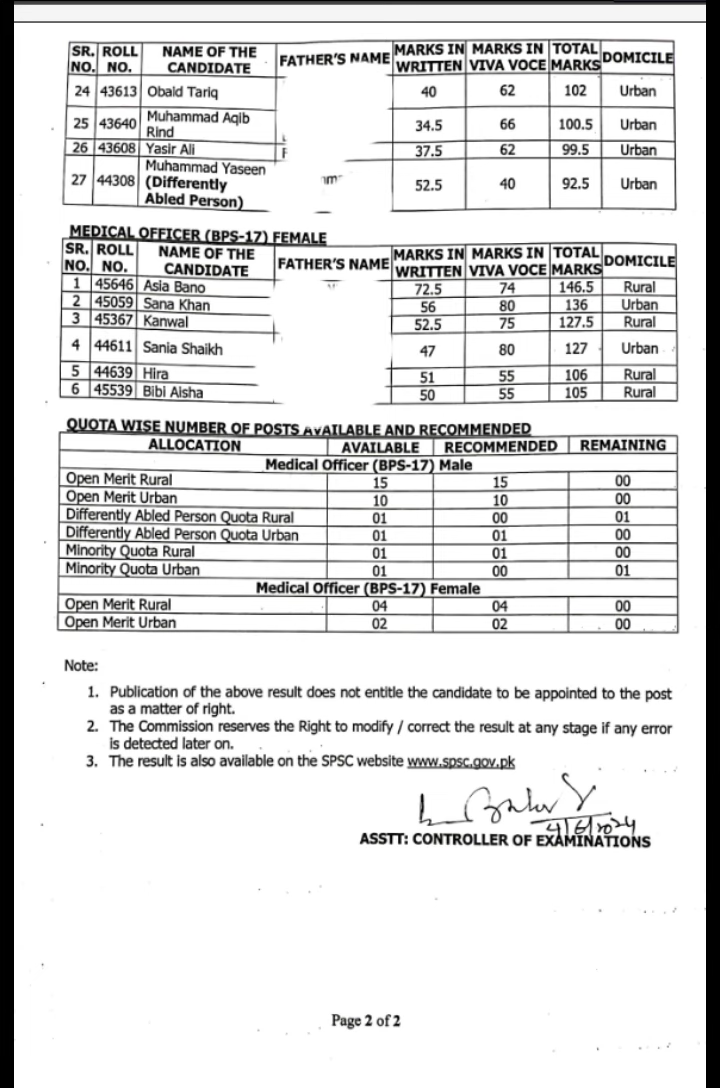 SR. NO. ROLL NO. NAME OF THE CANDIDATE FATHER'S NAME MARKS IN WRITTEN MARKS IN VIVA VOCE TOTAL MARKS DOMICILE
24 43613 Obaid Tariq 40 62 102 Urban
25 43640 Muhammad Aqib Rind 34.5 66 100.5 Urban
26 43608 Yasir Ali 37.5 62 99.5 Urban
27 44308 Muhammad Yaseen (Differently Abled Person) 52.5 40 92.5 Urban
MEDICAL OFFICER (BPS-17) FEMALE
SR. NO. ROLL NO. NAME OF THE CANDIDATE FATHER'S NAME MARKS IN WRITTEN MARKS IN VIVA VOCE TOTAL MARKS DOMICILE
1 45646 Asia Bano 72.5 74 146.5 Rural
2 45059 Sana Khan 56 80 136 Urban
3 45367 Kanwal 52.5 75 127.5 Rural
4 44611 Sania Shaikh 47 80 127 Urban
5 44639 Hira 51 55 106 Rural
6 45539 Bibi Aisha 50 55 105 Rural
QUOTA WISE NUMBER OF POSTS AVAILABLE AND RECOMMENDED
ALLOCATION AVAILABLE RECOMMENDED REMAINING
Medical Officer (BPS-17) Male
Open Merit Rural 15 15 00
Open Merit Urban 10 10 00
Differently Abled Person Quota Rural 01 00 01
Differently Abled Person Quota Urban 01 01 00
Minority Quota Rural 01 01 00
Minority Quota Urban 01 00 01
Medical Officer (BPS-17) Female
Open Merit Rural 04 04 00
Open Merit Urban 02 02 00
Note:
1. Publication of the above result does not entitle the candidate to be appointed to the post
as a matter of right.
2. The Commission reserves the Right to modify / correct the result at any stage if any error
is detected later on.
3. The result is also available on the SPSC website www.spsc.gov.pk
4/6/2024
ASSTT: CONTROLLER OF EXAMINATIONS
Page 2 of 2